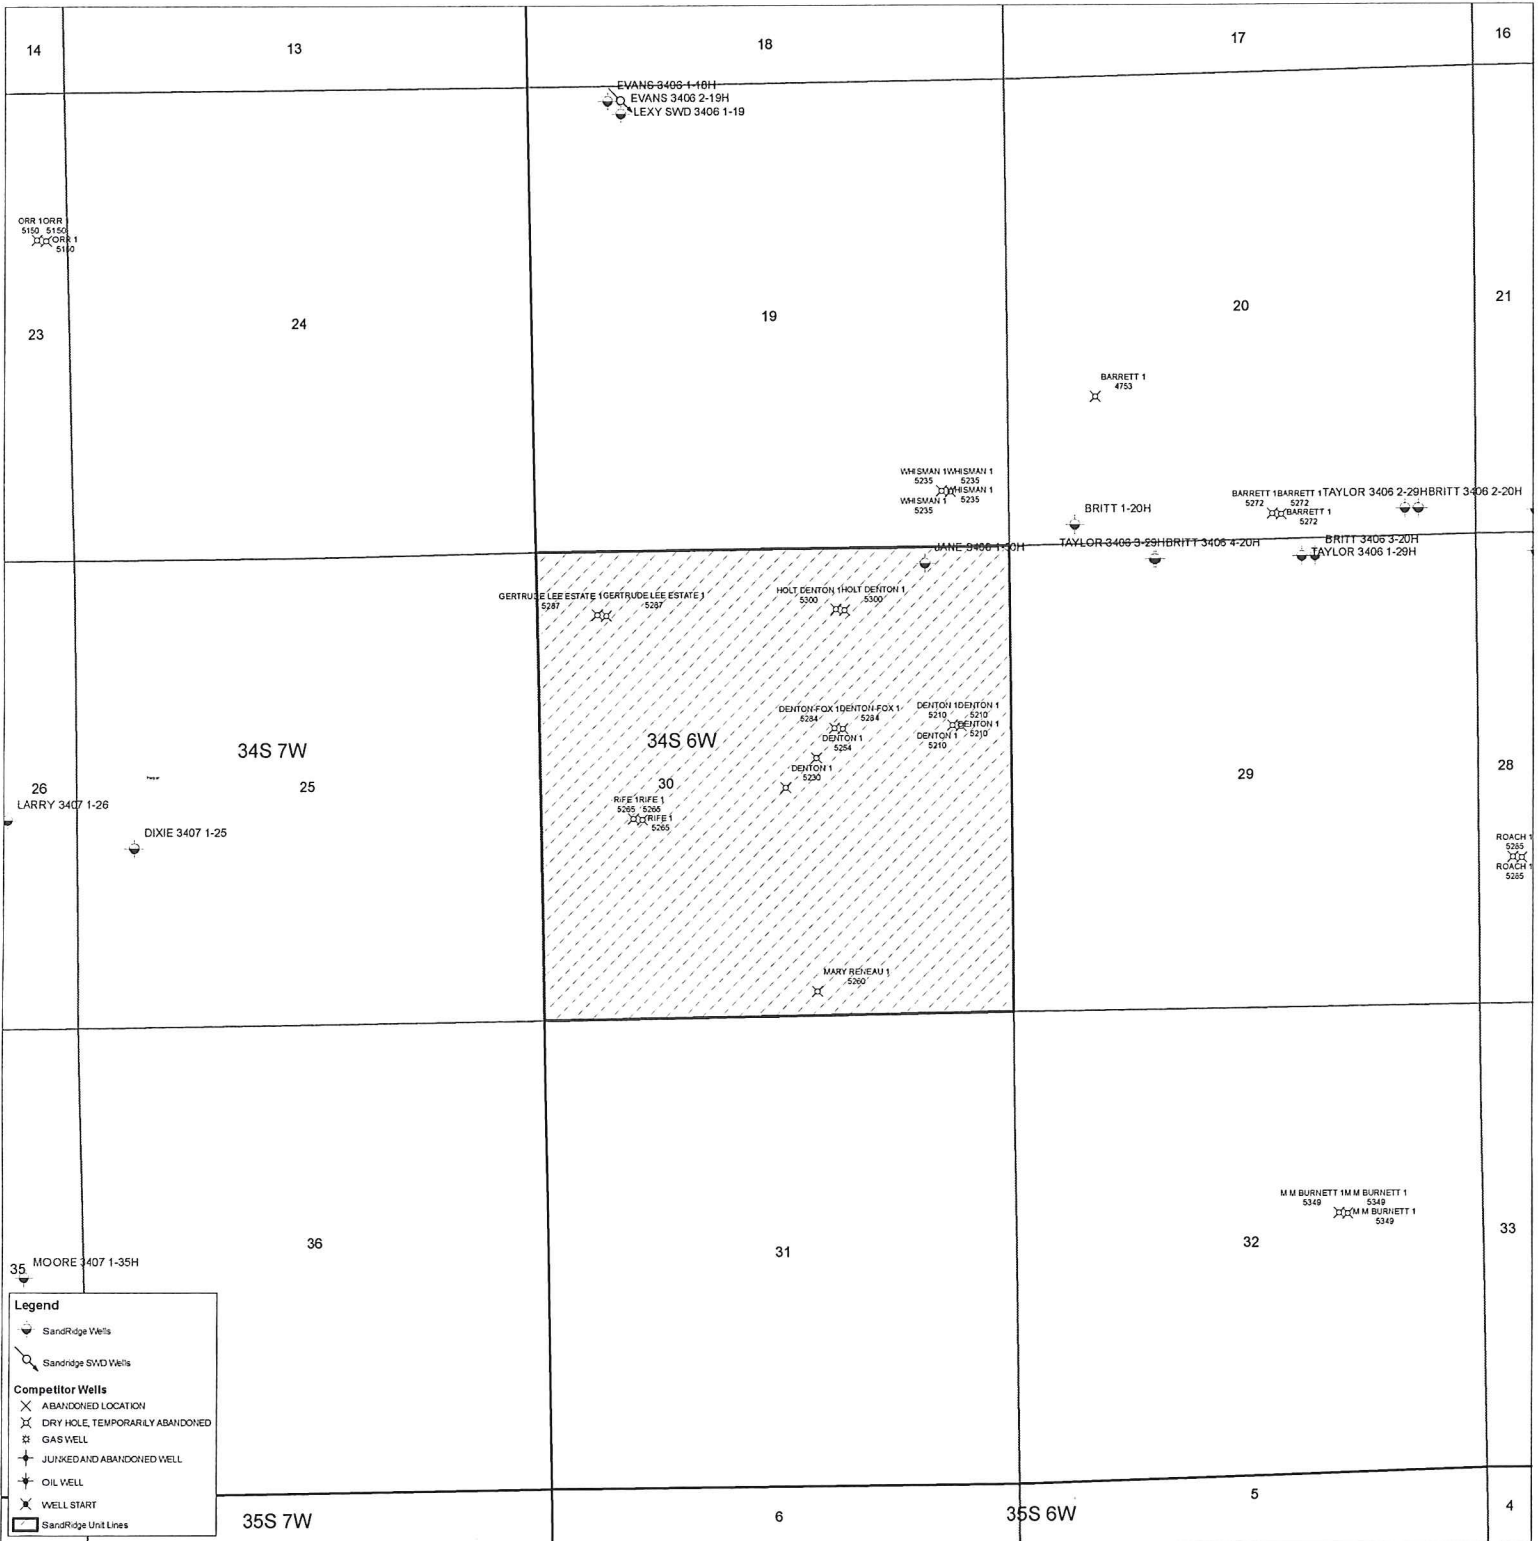 14
13
18
17
16
EVANS 3406 1-18H
EVANS 3406 2-19H
LEXY SWD 3406 1-19
ORR 1ORR 1
5150 5150
ORR 1
5150
23
24
19
20
21
BARRETT 1
4753
WHISMAN 1WHISMAN 1
5235 5235
WHISMAN 1
WHISMAN 1 5235
5235
BRITT 1-20H
BARRETT 1BARRETT 1TAYLOR 3406 2-29HBRITT 3406 2-20H
5272 5272
BARRETT 1
5272
JANE 3406 1-30H
TAYLOR 3406 3-29HBRITT 3406 4-20H
BRITT 3406 3-20H
TAYLOR 3406 1-29H
GERTRUDE LEE ESTATE 1GERTRUDE LEE ESTATE 1
5287 5287
HOLT DENTON 1HOLT DENTON 1
5300 5300
DENTON-FOX 1DENTON-FOX 1
5284 5284
DENTON 1DENTON 1
5210 5210
DENTON 1
DENTON 1 5210
5210
DENTON 1
5254
DENTON 1
5230
34S 7W
34S 6W
26
25
30
29
28
LARRY 3407 1-26
DIXIE 3407 1-25
RIFE 1RIFE 1
5265 5265
RIFE 1
5265
ROACH 1
5285
ROACH 1
5285
MARY RENEAU 1
5260
M M BURNETT 1M M BURNETT 1
5349 5349
M M BURNETT 1
5349
36
31
32
33
35
MOORE 3407 1-35H
Legend
SandRidge Wells
Sandridge SWD Wells
Competitor Wells
ABANDONED LOCATION
DRY HOLE, TEMPORARILY ABANDONED
GAS WELL
JUNKED AND ABANDONED WELL
OIL WELL
WELL START
SandRidge Unit Lines
35S 7W
6
35S 6W
5
4